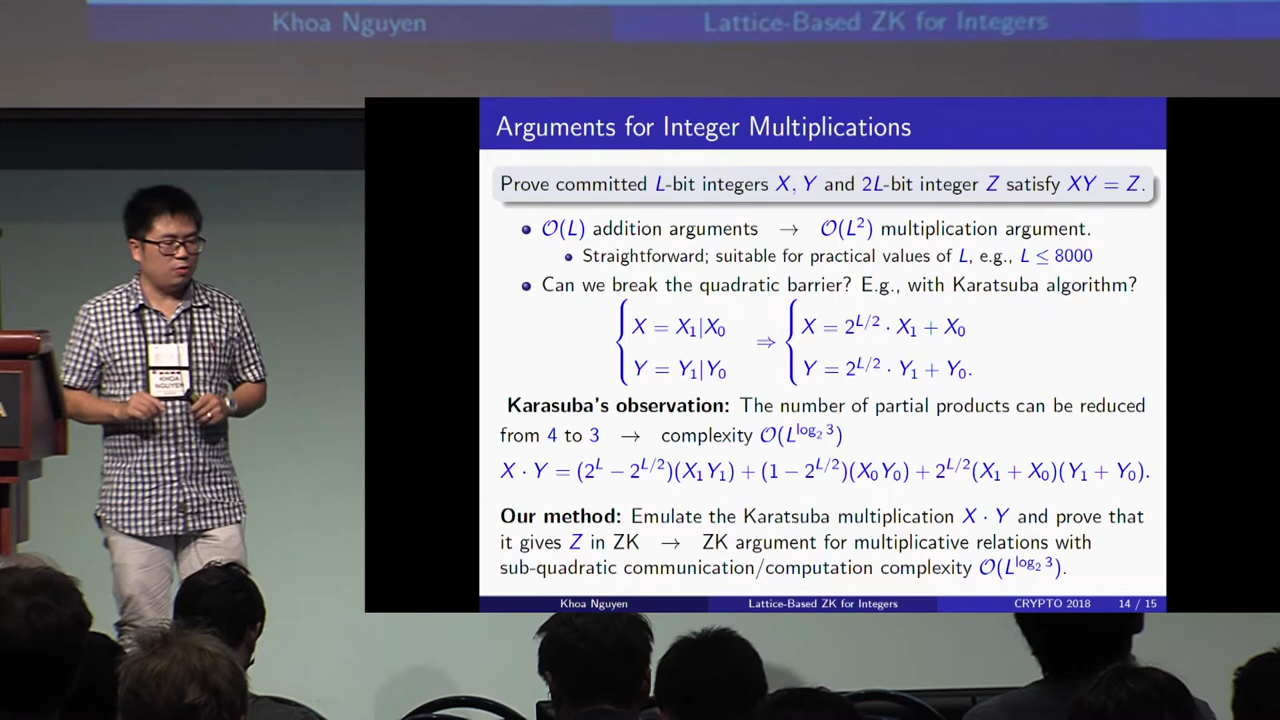 Khoa Nguyen
Lattice-Based ZK for Integers
Arguments for Integer Multiplications
Prove committed L-bit integers X, Y and 2L-bit integer Z satisfy XY = Z.
O(L) addition arguments → O(L²) multiplication argument.
Straightforward; suitable for practical values of L, e.g., L ≤ 8000
Can we break the quadratic barrier? E.g., with Karatsuba algorithm?
{ X = X₁|X₀ ⇒ { X = 2^{L/2} · X₁ + X₀
Y = Y₁|Y₀ Y = 2^{L/2} · Y₁ + Y₀.
Karasuba's observation: The number of partial products can be reduced
from 4 to 3 → complexity O(L^{log₂ 3})
X · Y = (2^L − 2^{L/2})(X₁Y₁) + (1 − 2^{L/2})(X₀Y₀) + 2^{L/2}(X₁ + X₀)(Y₁ + Y₀).
Our method: Emulate the Karatsuba multiplication X · Y and prove that
it gives Z in ZK → ZK argument for multiplicative relations with
sub-quadratic communication/computation complexity O(L^{log₂ 3}).
Khoa Nguyen Lattice-Based ZK for Integers CRYPTO 2018 14 / 15
KHOA
NGUYEN
A